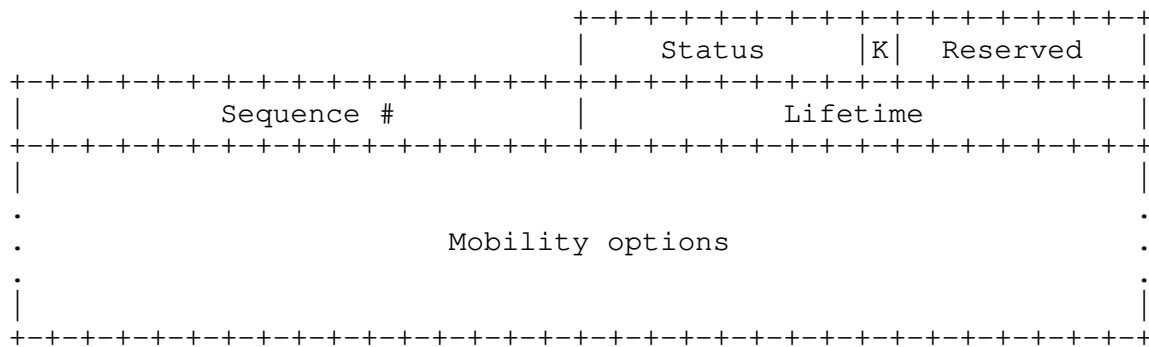 +-+-+-+-+-+-+-+-+-+-+-+-+-+-+-+-+
|    Status     |K|  Reserved   |
+-+-+-+-+-+-+-+-+-+-+-+-+-+-+-+-+-+-+-+-+-+-+-+-+-+-+-+-+-+-+-+-+
|           Sequence #          |           Lifetime            |
+-+-+-+-+-+-+-+-+-+-+-+-+-+-+-+-+-+-+-+-+-+-+-+-+-+-+-+-+-+-+-+-+
|                                                               |
.                                                               .
.                        Mobility options                       .
.                                                               .
|                                                               |
+-+-+-+-+-+-+-+-+-+-+-+-+-+-+-+-+-+-+-+-+-+-+-+-+-+-+-+-+-+-+-+-+